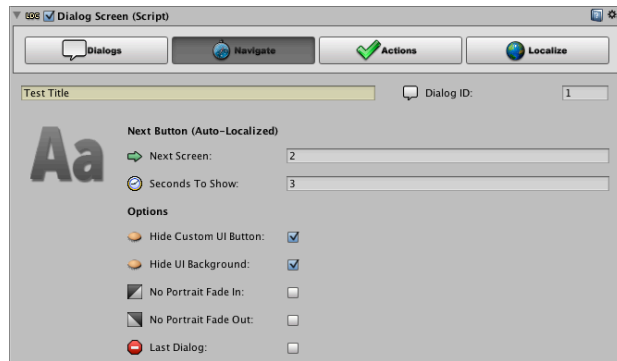 LDC Dialog Screen (Script)
Dialogs Navigate Actions Localize
Test Title Dialog ID: 1
Aa
Next Button (Auto-Localized)
Next Screen: 2
Seconds To Show: 3
Options
Hide Custom UI Button:
Hide UI Background:
No Portrait Fade In:
No Portrait Fade Out:
Last Dialog: